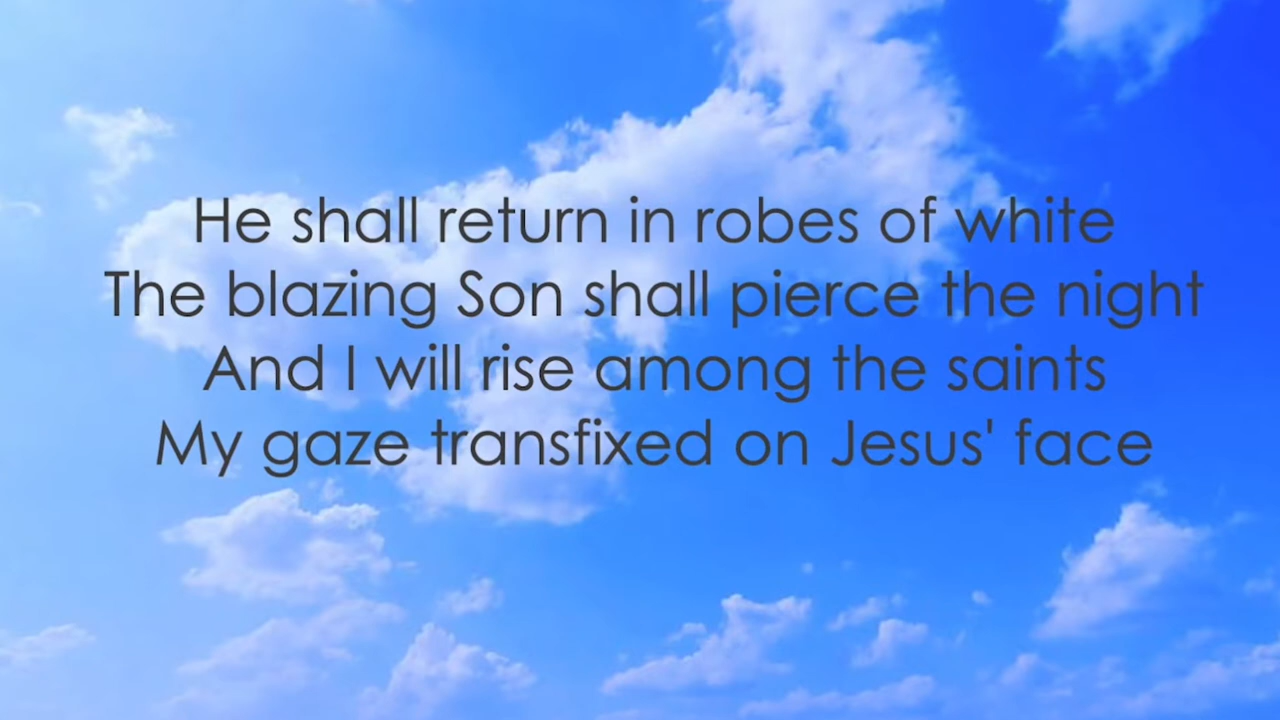 He shall return in robes of white
The blazing Son shall pierce the night
And I will rise among the saints
My gaze transfixed on Jesus' face